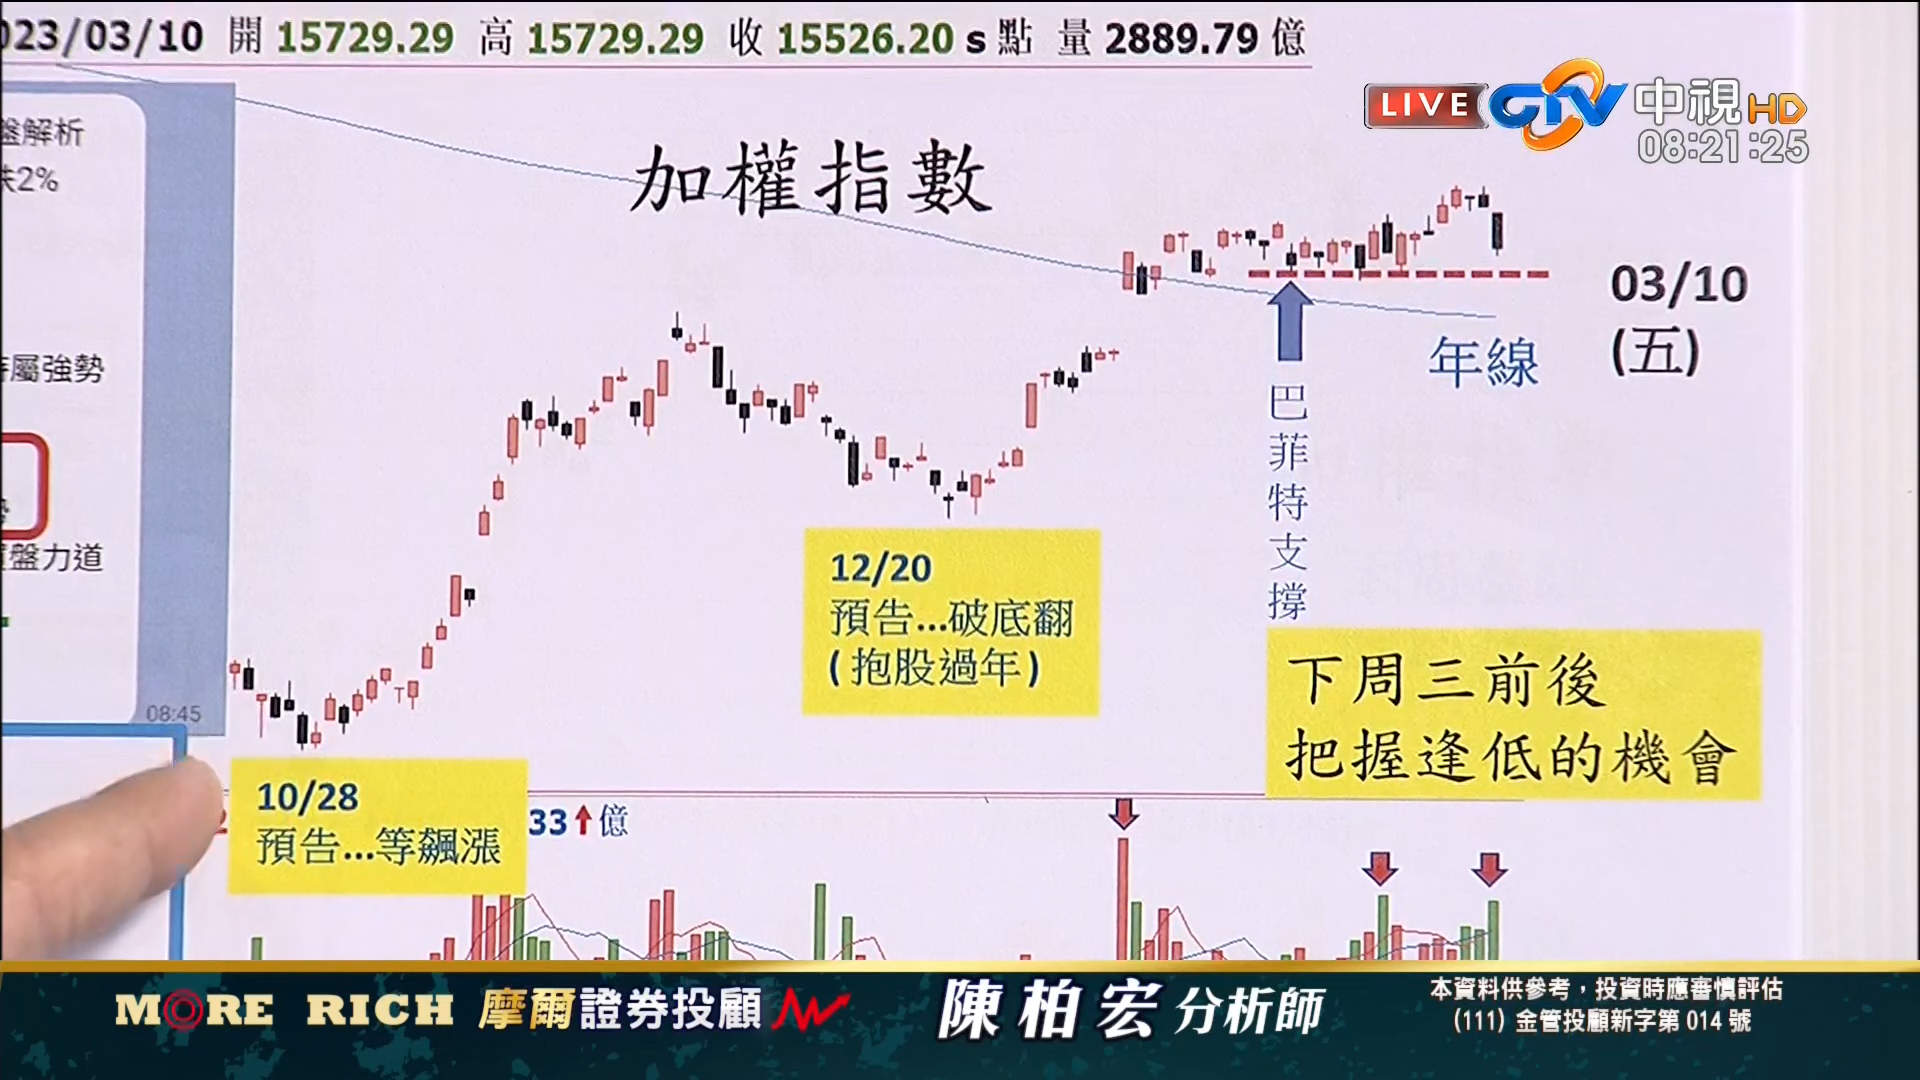 023/03/10 開 15729.29 高 15729.29 收 15526.20 s 點 量 2889.79 億
LIVE CTV 中視 HD
08:21:25
盤解析
跌2%
加權指數
03/10
(五)
年線
屬強勢
巴菲特支撐
盤力道
12/20
預告...破底翻
(抱股過年)
下周三前後
把握逢低的機會
08:45
10/28
預告...等飆漲
33↑億
MORE RICH 摩爾證券投顧
陳柏宏 分析師
本資料供參考，投資時應審慎評估
(111) 金管投顧新字第 014 號